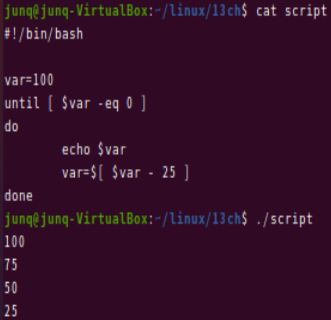 junq@junq-VirtualBox:~/linux/13ch$ cat script
#!/bin/bash

var=100
until [ $var -eq 0 ]
do
        echo $var
        var=$[ $var - 25 ]
done
junq@junq-VirtualBox:~/linux/13ch$ ./script
100
75
50
25